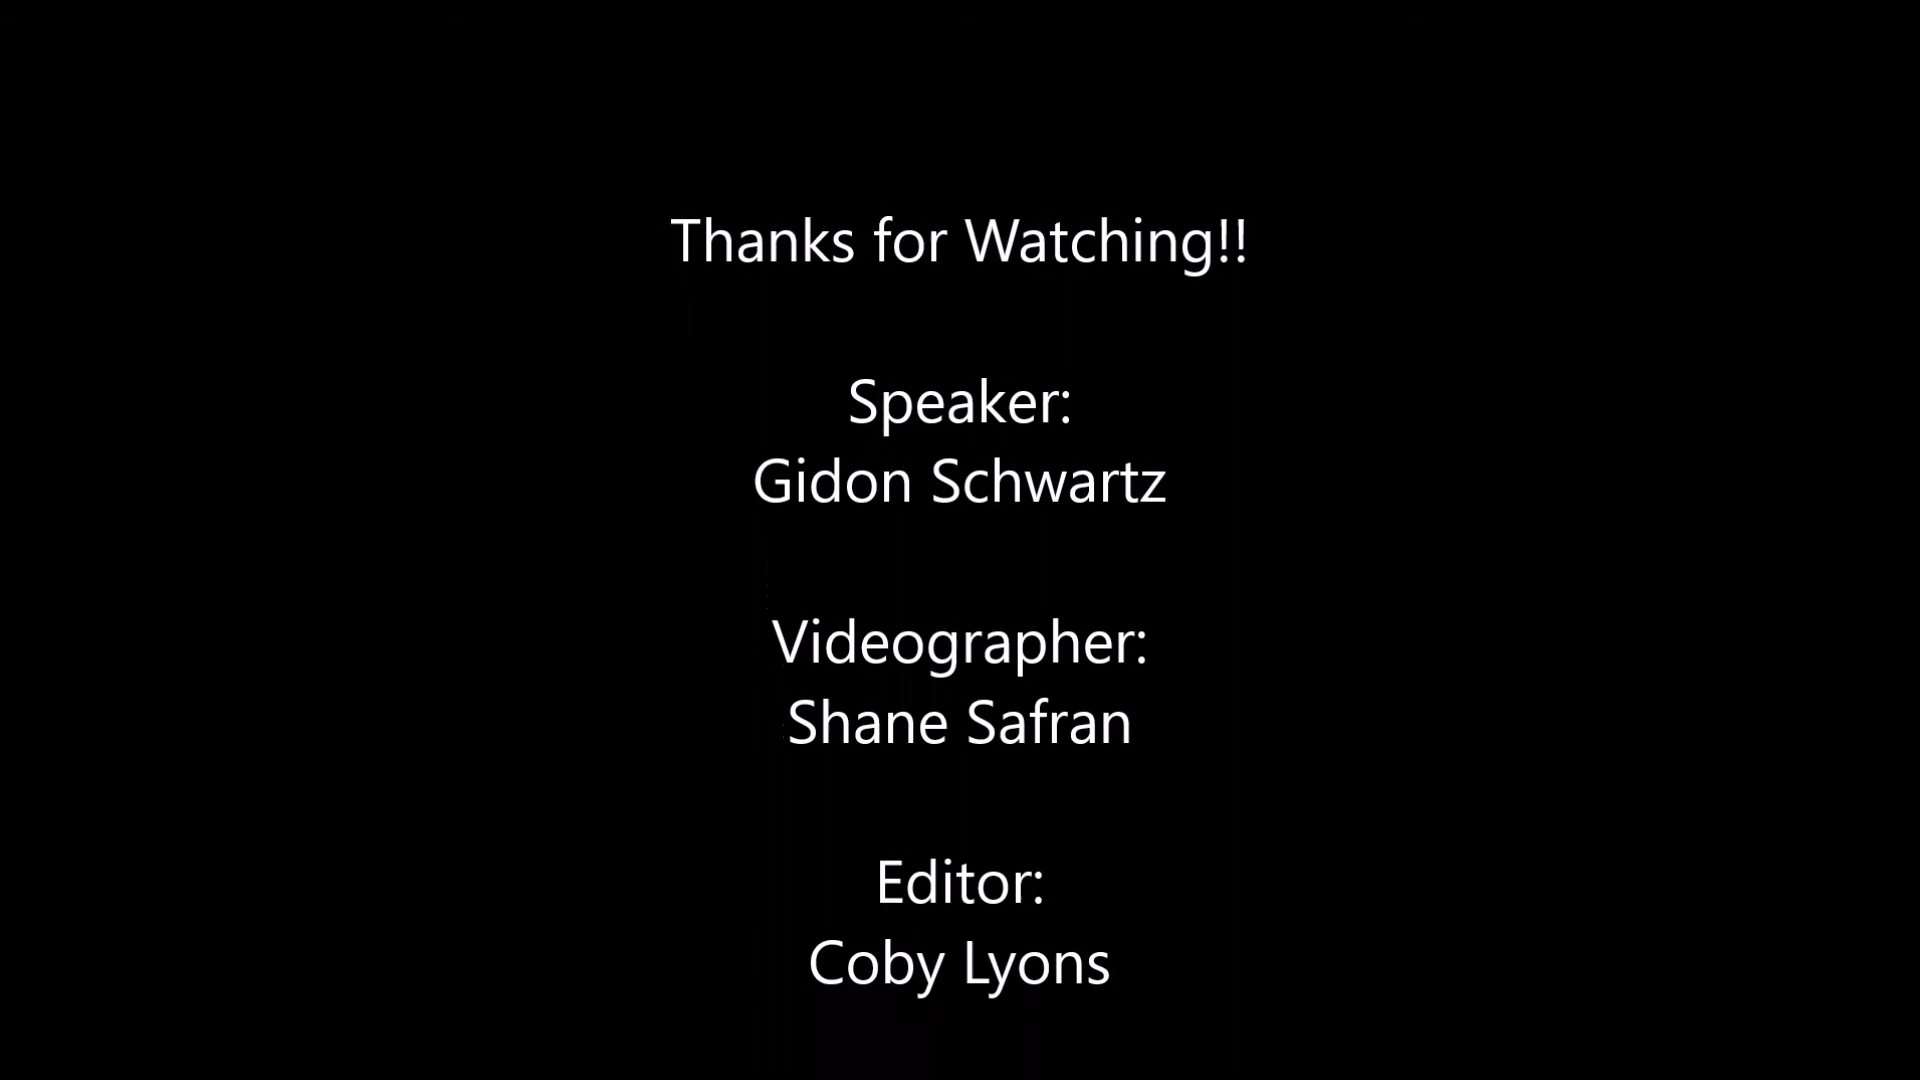 Thanks for Watching!!
Speaker:
Gidon Schwartz
Videographer:
Shane Safran
Editor:
Coby Lyons